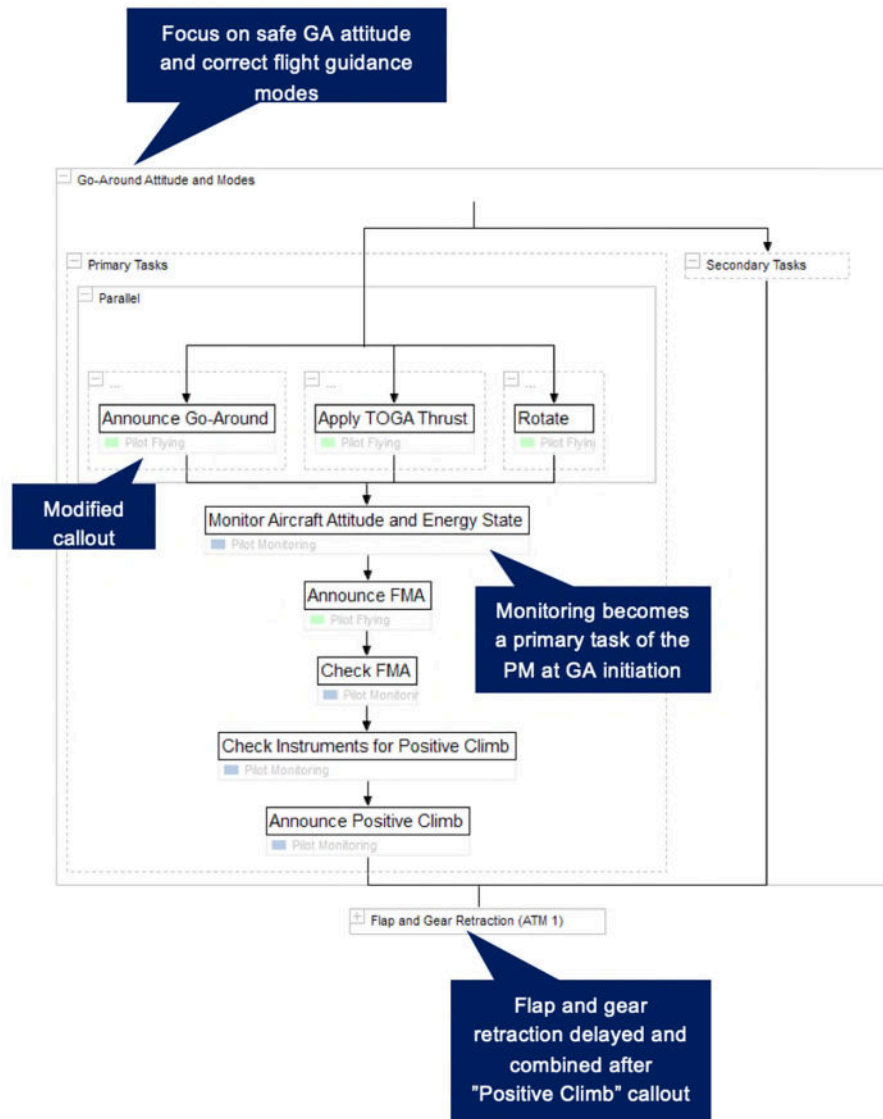 Focus on safe GA attitude
and correct flight guidance
modes
Go-Around Attitude and Modes
Primary Tasks
Secondary Tasks
Parallel
...
...
...
Announce Go-Around
Apply TOGA Thrust
Rotate
Pilot Flying
Pilot Flying
Pilot Flyin
Modified
callout
Monitor Aircraft Attitude and Energy State
Pilot Monitoring
Announce FMA
Pilot Flying
Monitoring becomes
a primary task of the
PM at GA initiation
Check FMA
Pilot Monitorin
Check Instruments for Positive Climb
Pilot Monitoring
Announce Positive Climb
Pilot Monitoring
Flap and Gear Retraction (ATM 1)
Flap and gear
retraction delayed and
combined after
"Positive Climb" callout